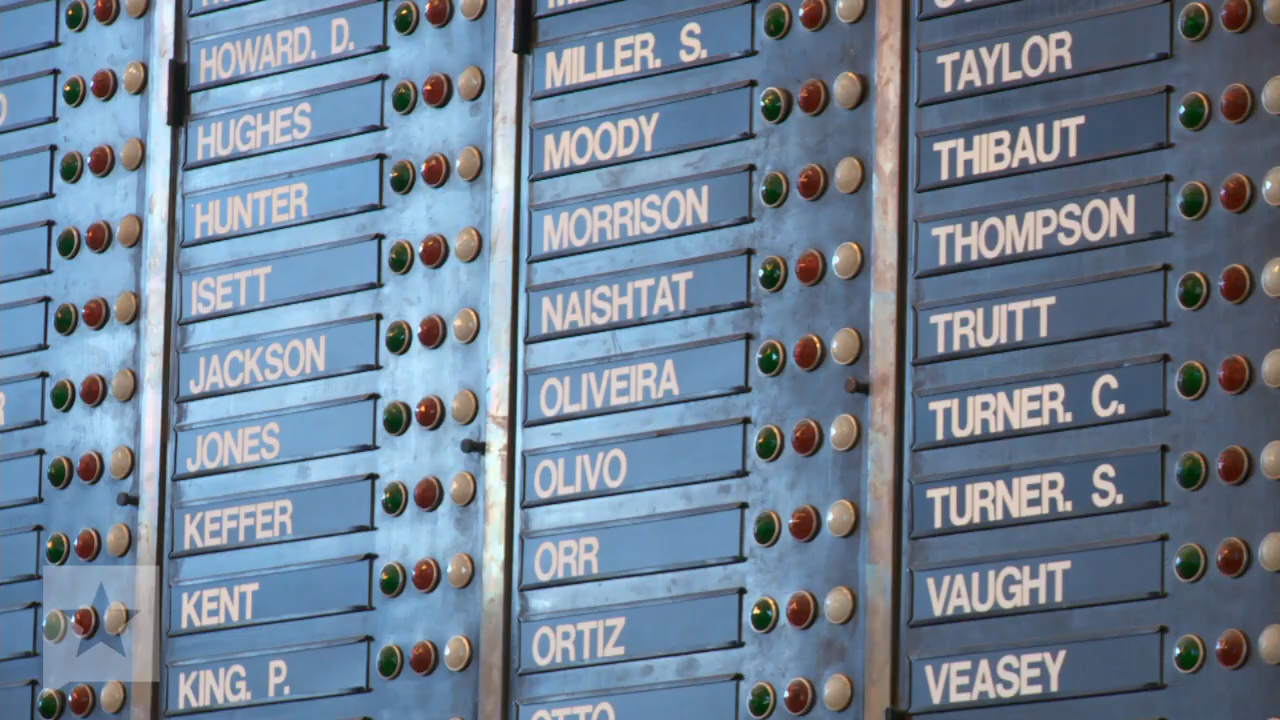 HOWARD. D.
HUGHES
HUNTER
ISETT
JACKSON
JONES
KEFFER
KENT
KING. P.
MILLER. S.
MOODY
MORRISON
NAISHTAT
OLIVEIRA
OLIVO
ORR
ORTIZ
OTTO
TAYLOR
THIBAUT
THOMPSON
TRUITT
TURNER. C.
TURNER. S.
VAUGHT
VEASEY